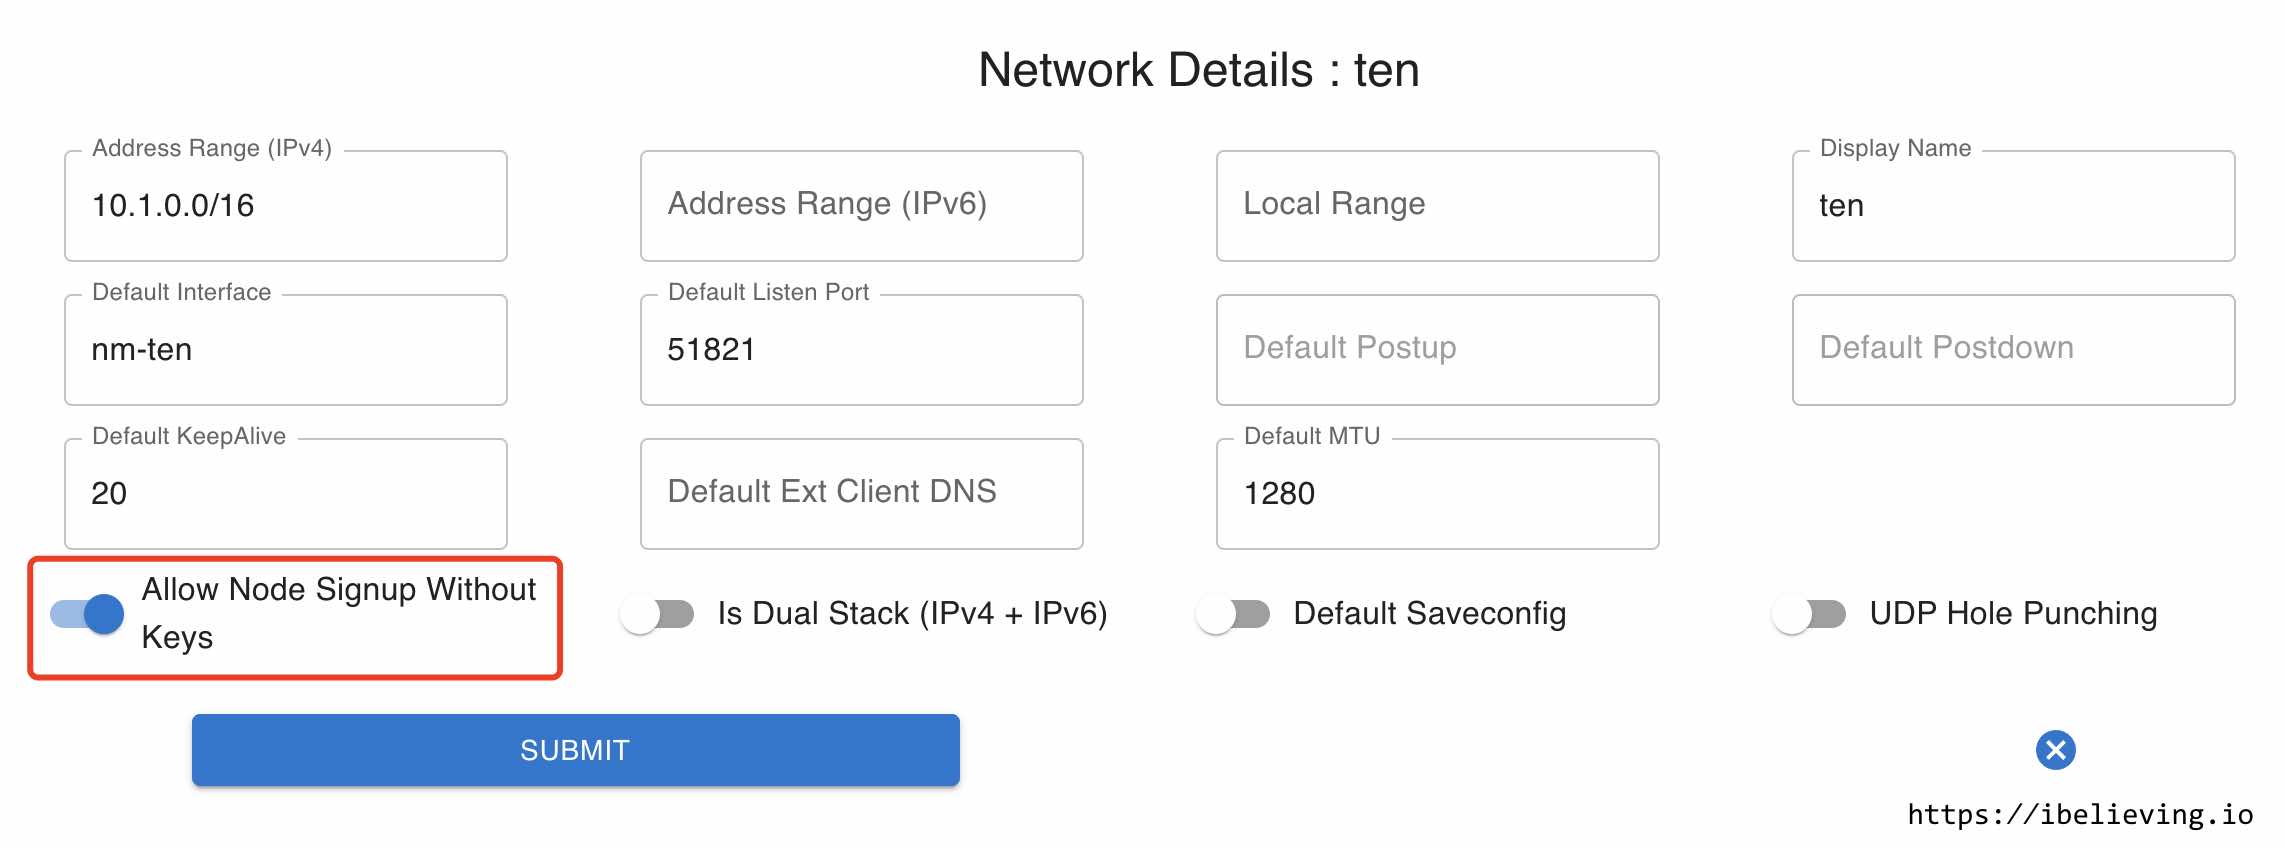 Network Details : ten
Address Range (IPv4)
10.1.0.0/16
Address Range (IPv6)
Local Range
Display Name
ten
Default Interface
nm-ten
Default Listen Port
51821
Default Postup
Default Postdown
Default KeepAlive
20
Default Ext Client DNS
Default MTU
1280
Allow Node Signup Without
Keys
Is Dual Stack (IPv4 + IPv6)
Default Saveconfig
UDP Hole Punching
SUBMIT
https://ibelieving.io